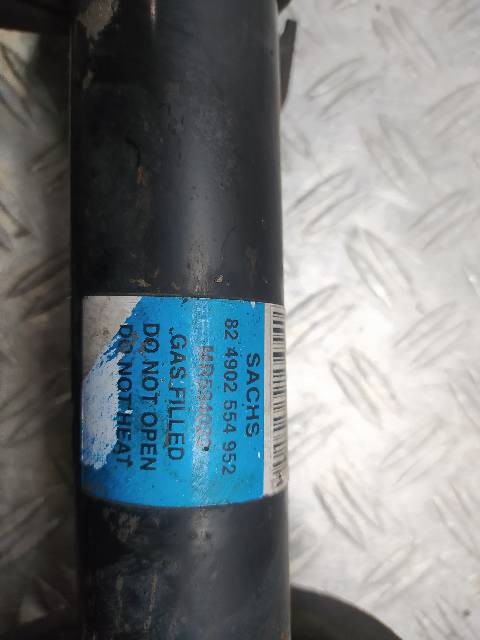 SACHS
82 4902 554 952
GAS FILLED
DO NOT OPEN
DO NOT HEAT